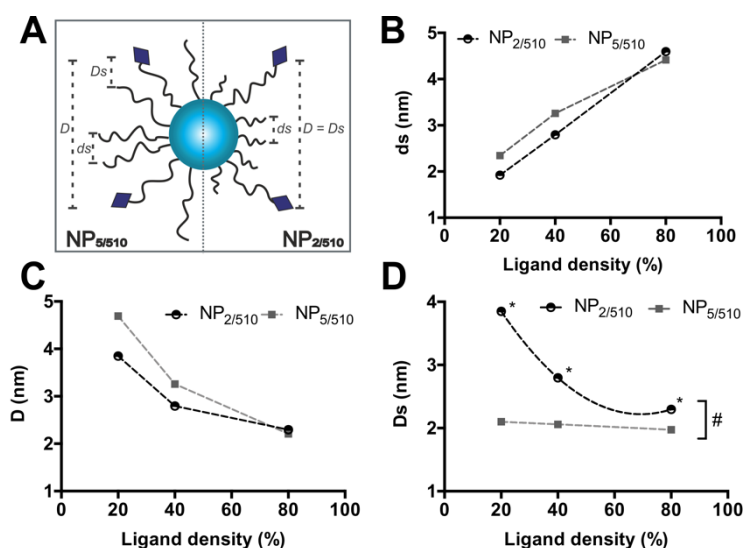 A
Ds
D
ds
ds
D = Ds
NP5/510
NP2/510
B
NP2/510
NP5/510
ds (nm)
5
4
3
2
1
0 20 40 60 80 100
Ligand density (%)
C
NP2/510
NP5/510
D (nm)
5
4
3
2
1
0 20 40 60 80 100
Ligand density (%)
D
NP2/510
NP5/510
Ds (nm)
4
3
2
1
* * *
#
0 20 40 60 80 100
Ligand density (%)